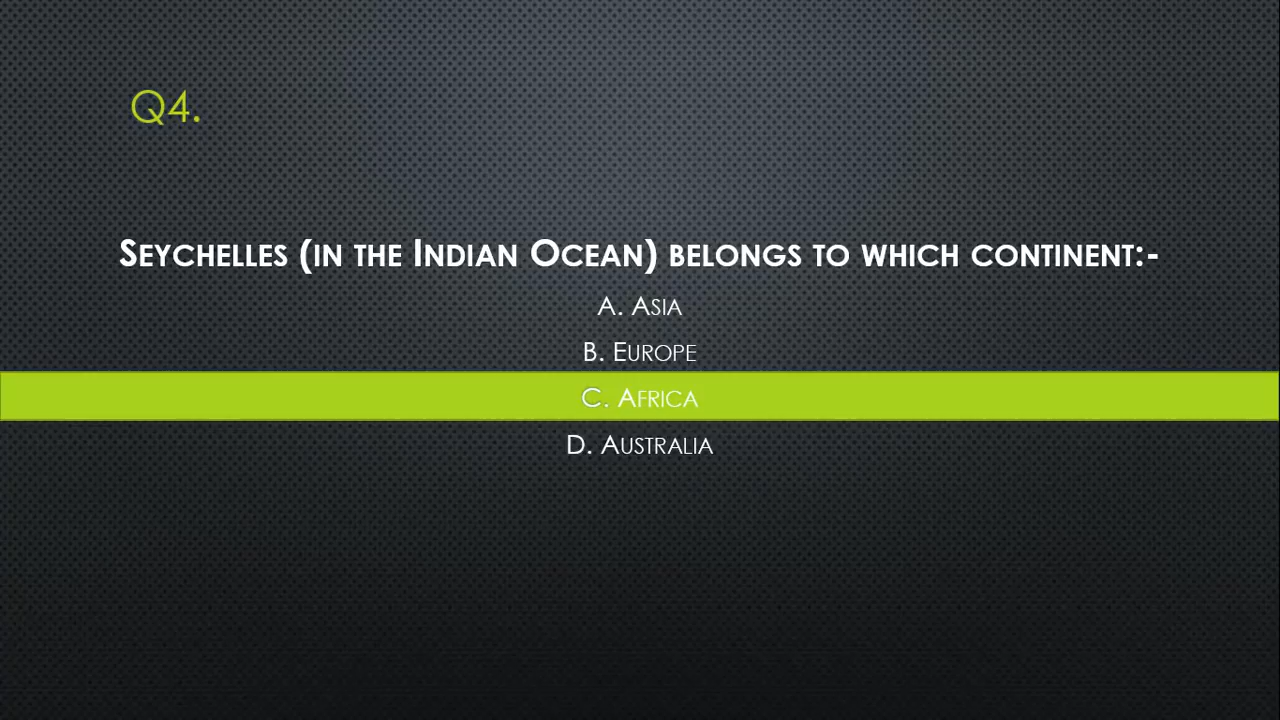 Q4.
Seychelles (in the Indian Ocean) belongs to which continent:-
A. Asia
B. Europe
C. Africa
D. Australia